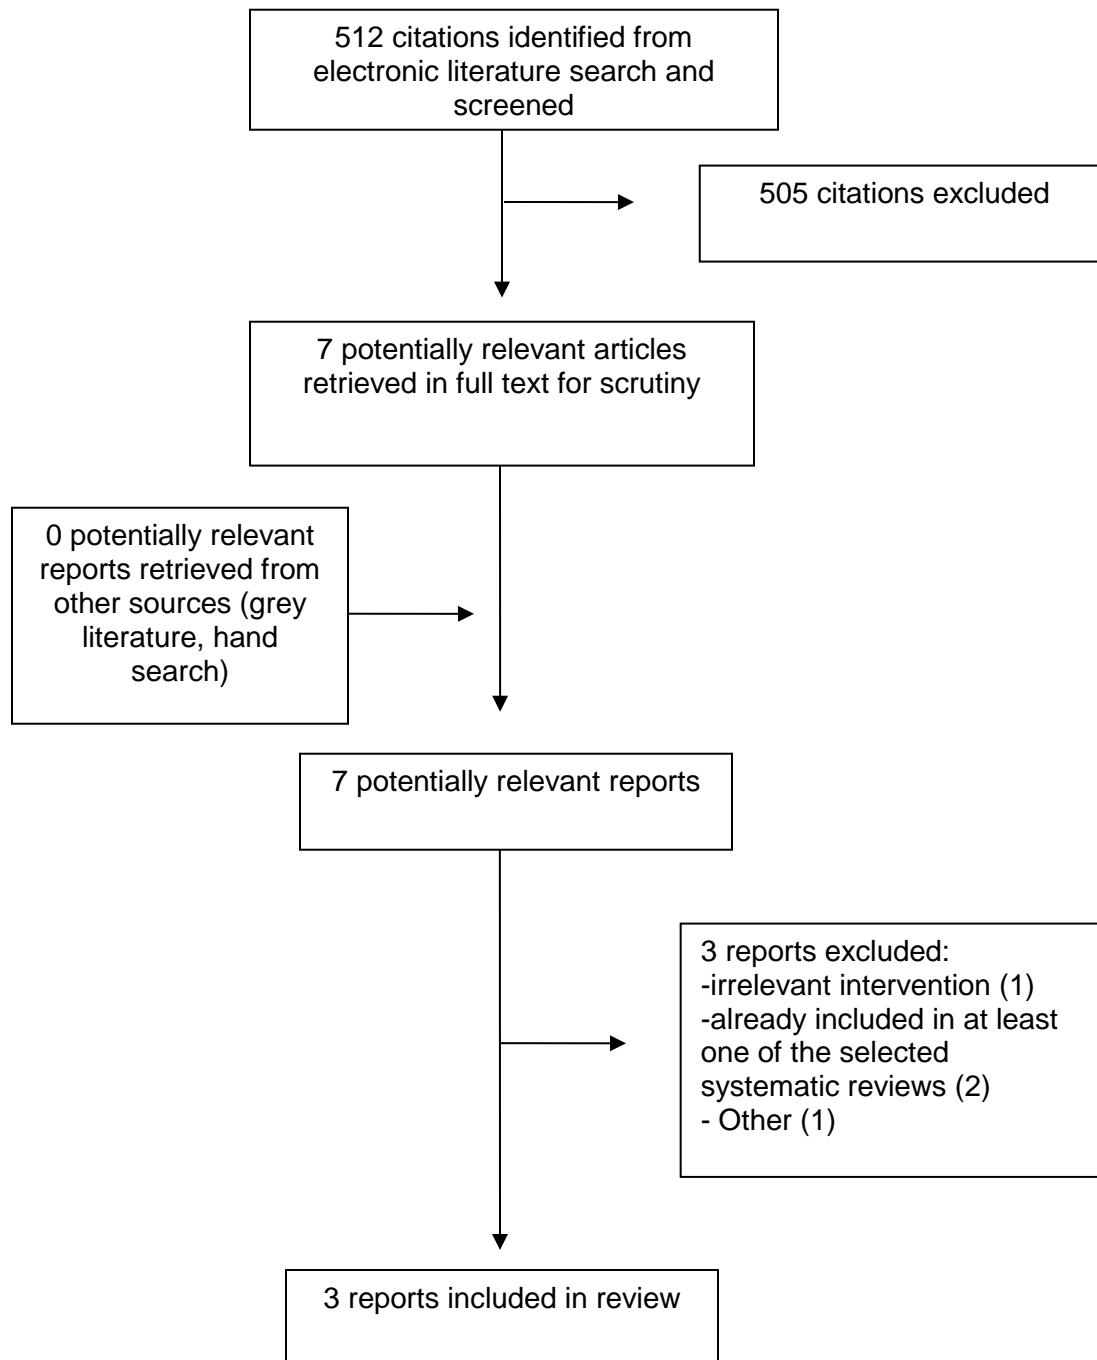 512 citations identified from
electronic literature search and
screened
505 citations excluded
7 potentially relevant articles
retrieved in full text for scrutiny
0 potentially relevant
reports retrieved from
other sources (grey
literature, hand
search)
7 potentially relevant reports
3 reports excluded:
-irrelevant intervention (1)
-already included in at least
one of the selected
systematic reviews (2)
- Other (1)
3 reports included in review